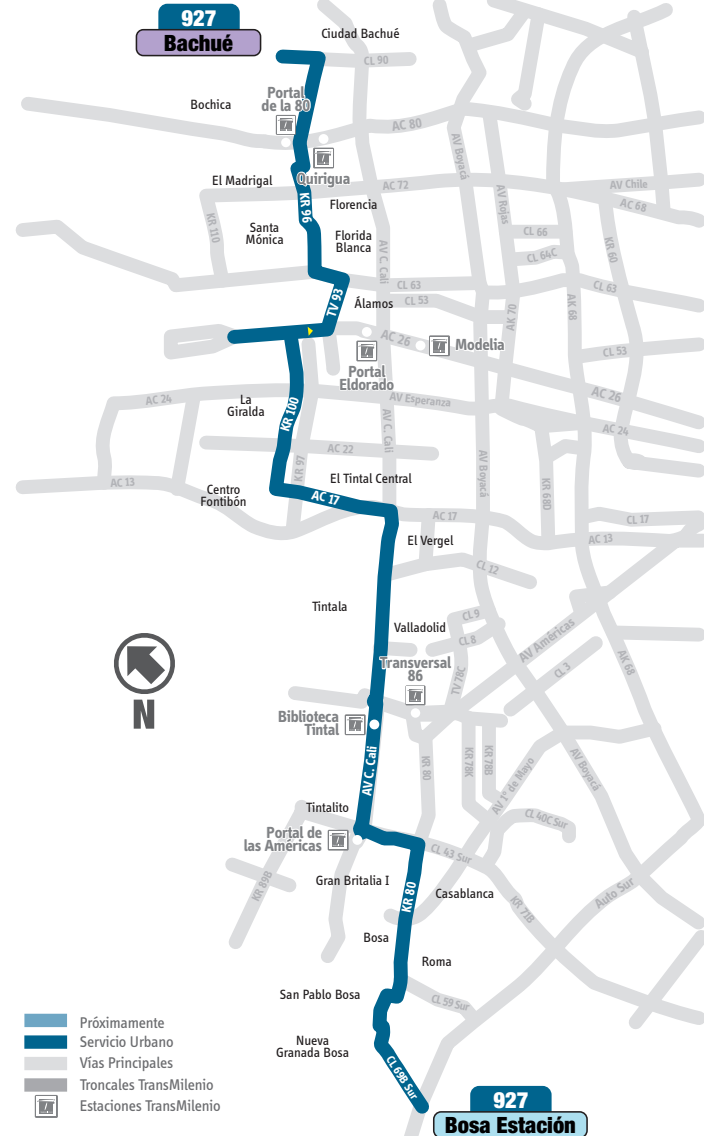 927
Bachué
Ciudad Bachué
CL 90
Bochica
Portal
de la 80
AC 80
AV Boyacá
Quirigua
El Madrigal
KR 96
AC 72
AV Chile
AV Rojas
AC 68
Florencia
KR 110
Santa
Mónica
Florida
Blanca
AV C. Cali
CL 66
CL 64C
KR 60
CL 63
CL 63
TV 93
Álamos
CL 53
AK 70
AK 68
AC 26
Modelia
CL 53
Portal
Eldorado
AC 26
AC 24
La
Giralda
KR 100
AV Esperanza
AV C. Cali
AC 24
AC 22
KR 97
AV Boyacá
KR 68D
AC 13
Centro
Fontibón
El Tintal Central
AC 17
AC 17
CL 17
AC 13
El Vergel
CL 12
Tintala
CL 9
Valladolid
CL 8
AV Américas
AK 68
CL 3
TV 78C
Transversal
86
N
Biblioteca
Tintal
AV C. Cali
KR 80
KR 78K
KR 78B
AV 1° de Mayo
AV Boyacá
Tintalito
CL 40C Sur
Portal de
las Américas
CL 43 Sur
KR 89B
Gran Britalia I
KR 80
Casablanca
KR 71B
Auto Sur
Bosa
Roma
San Pablo Bosa
CL 59 Sur
Nueva
Granada Bosa
CL 69B Sur
Próximamente
Servicio Urbano
Vías Principales
Troncales TransMilenio
Estaciones TransMilenio
927
Bosa Estación